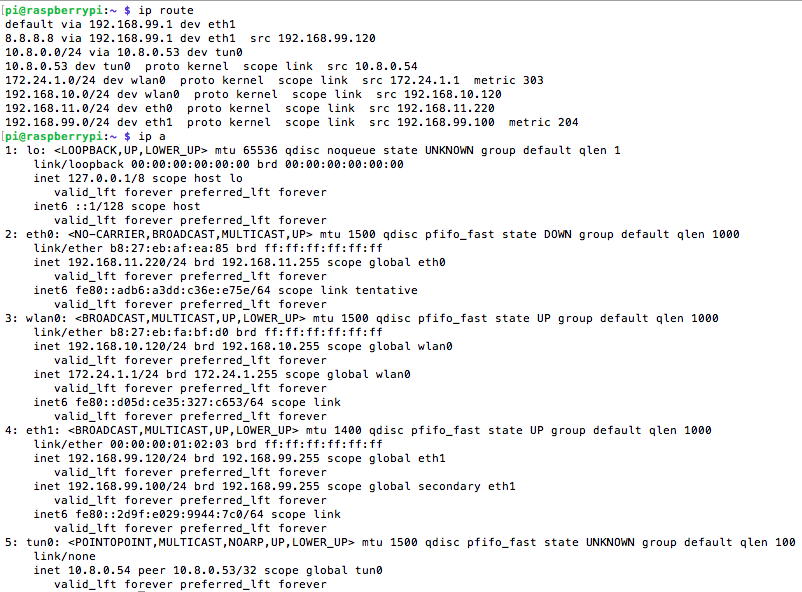 [pi@raspberrypi:~ $ ip route
default via 192.168.99.1 dev eth1
8.8.8.8 via 192.168.99.1 dev eth1  src 192.168.99.120
10.8.0.0/24 via 10.8.0.53 dev tun0
10.8.0.53 dev tun0  proto kernel  scope link  src 10.8.0.54
172.24.1.0/24 dev wlan0  proto kernel  scope link  src 172.24.1.1  metric 303
192.168.10.0/24 dev wlan0  proto kernel  scope link  src 192.168.10.120
192.168.11.0/24 dev eth0  proto kernel  scope link  src 192.168.11.220
192.168.99.0/24 dev eth1  proto kernel  scope link  src 192.168.99.100  metric 204
[pi@raspberrypi:~ $ ip a
1: lo: <LOOPBACK,UP,LOWER_UP> mtu 65536 qdisc noqueue state UNKNOWN group default qlen 1
    link/loopback 00:00:00:00:00:00 brd 00:00:00:00:00:00
    inet 127.0.0.1/8 scope host lo
       valid_lft forever preferred_lft forever
    inet6 ::1/128 scope host
       valid_lft forever preferred_lft forever
2: eth0: <NO-CARRIER,BROADCAST,MULTICAST,UP> mtu 1500 qdisc pfifo_fast state DOWN group default qlen 1000
    link/ether b8:27:eb:af:ea:85 brd ff:ff:ff:ff:ff:ff
    inet 192.168.11.220/24 brd 192.168.11.255 scope global eth0
       valid_lft forever preferred_lft forever
    inet6 fe80::adb6:a3dd:c36e:e75e/64 scope link tentative
       valid_lft forever preferred_lft forever
3: wlan0: <BROADCAST,MULTICAST,UP,LOWER_UP> mtu 1500 qdisc pfifo_fast state UP group default qlen 1000
    link/ether b8:27:eb:fa:bf:d0 brd ff:ff:ff:ff:ff:ff
    inet 192.168.10.120/24 brd 192.168.10.255 scope global wlan0
       valid_lft forever preferred_lft forever
    inet 172.24.1.1/24 brd 172.24.1.255 scope global wlan0
       valid_lft forever preferred_lft forever
    inet6 fe80::d05d:ce35:327:c653/64 scope link
       valid_lft forever preferred_lft forever
4: eth1: <BROADCAST,MULTICAST,UP,LOWER_UP> mtu 1400 qdisc pfifo_fast state UP group default qlen 1000
    link/ether 00:00:00:01:02:03 brd ff:ff:ff:ff:ff:ff
    inet 192.168.99.120/24 brd 192.168.99.255 scope global eth1
       valid_lft forever preferred_lft forever
    inet 192.168.99.100/24 brd 192.168.99.255 scope global secondary eth1
       valid_lft forever preferred_lft forever
    inet6 fe80::2d9f:e029:9944:7c0/64 scope link
       valid_lft forever preferred_lft forever
5: tun0: <POINTOPOINT,MULTICAST,NOARP,UP,LOWER_UP> mtu 1500 qdisc pfifo_fast state UNKNOWN group default qlen 100
    link/none
    inet 10.8.0.54 peer 10.8.0.53/32 scope global tun0
       valid_lft forever preferred_lft forever